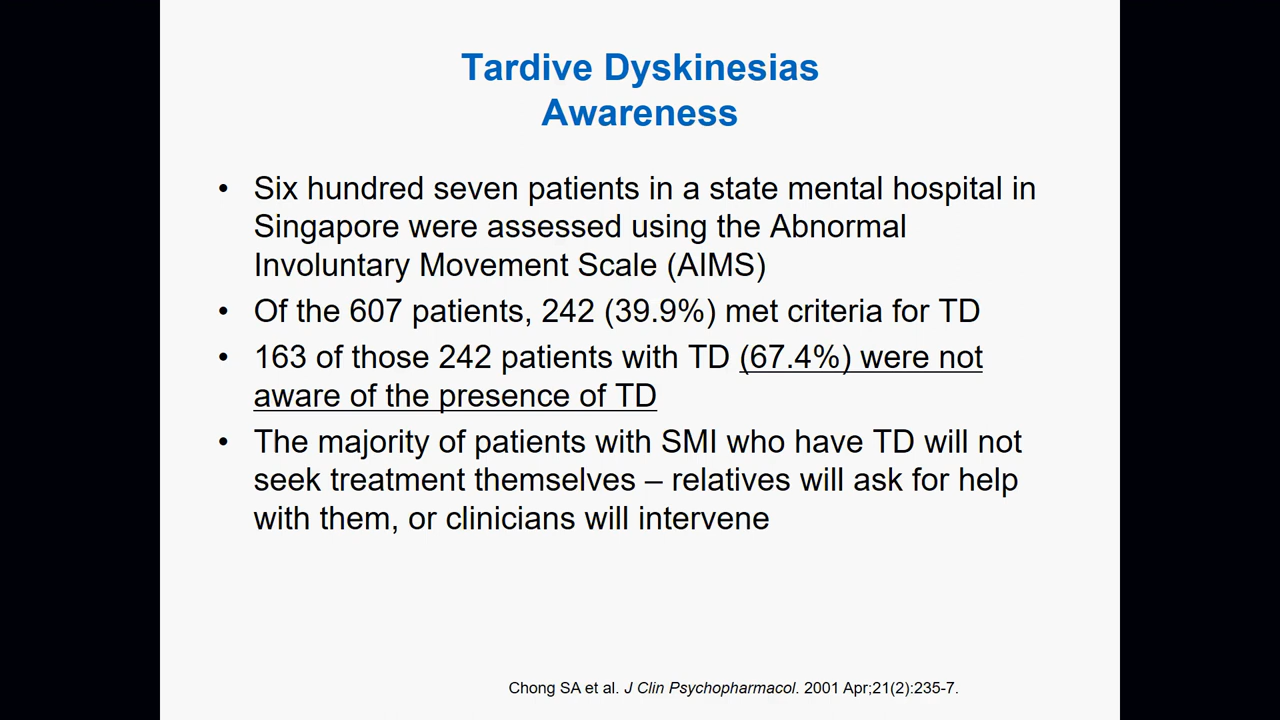 Tardive Dyskinesias
Awareness
• Six hundred seven patients in a state mental hospital in
Singapore were assessed using the Abnormal
Involuntary Movement Scale (AIMS)
• Of the 607 patients, 242 (39.9%) met criteria for TD
• 163 of those 242 patients with TD (67.4%) were not
aware of the presence of TD
• The majority of patients with SMI who have TD will not
seek treatment themselves – relatives will ask for help
with them, or clinicians will intervene
Chong SA et al. J Clin Psychopharmacol. 2001 Apr;21(2):235-7.